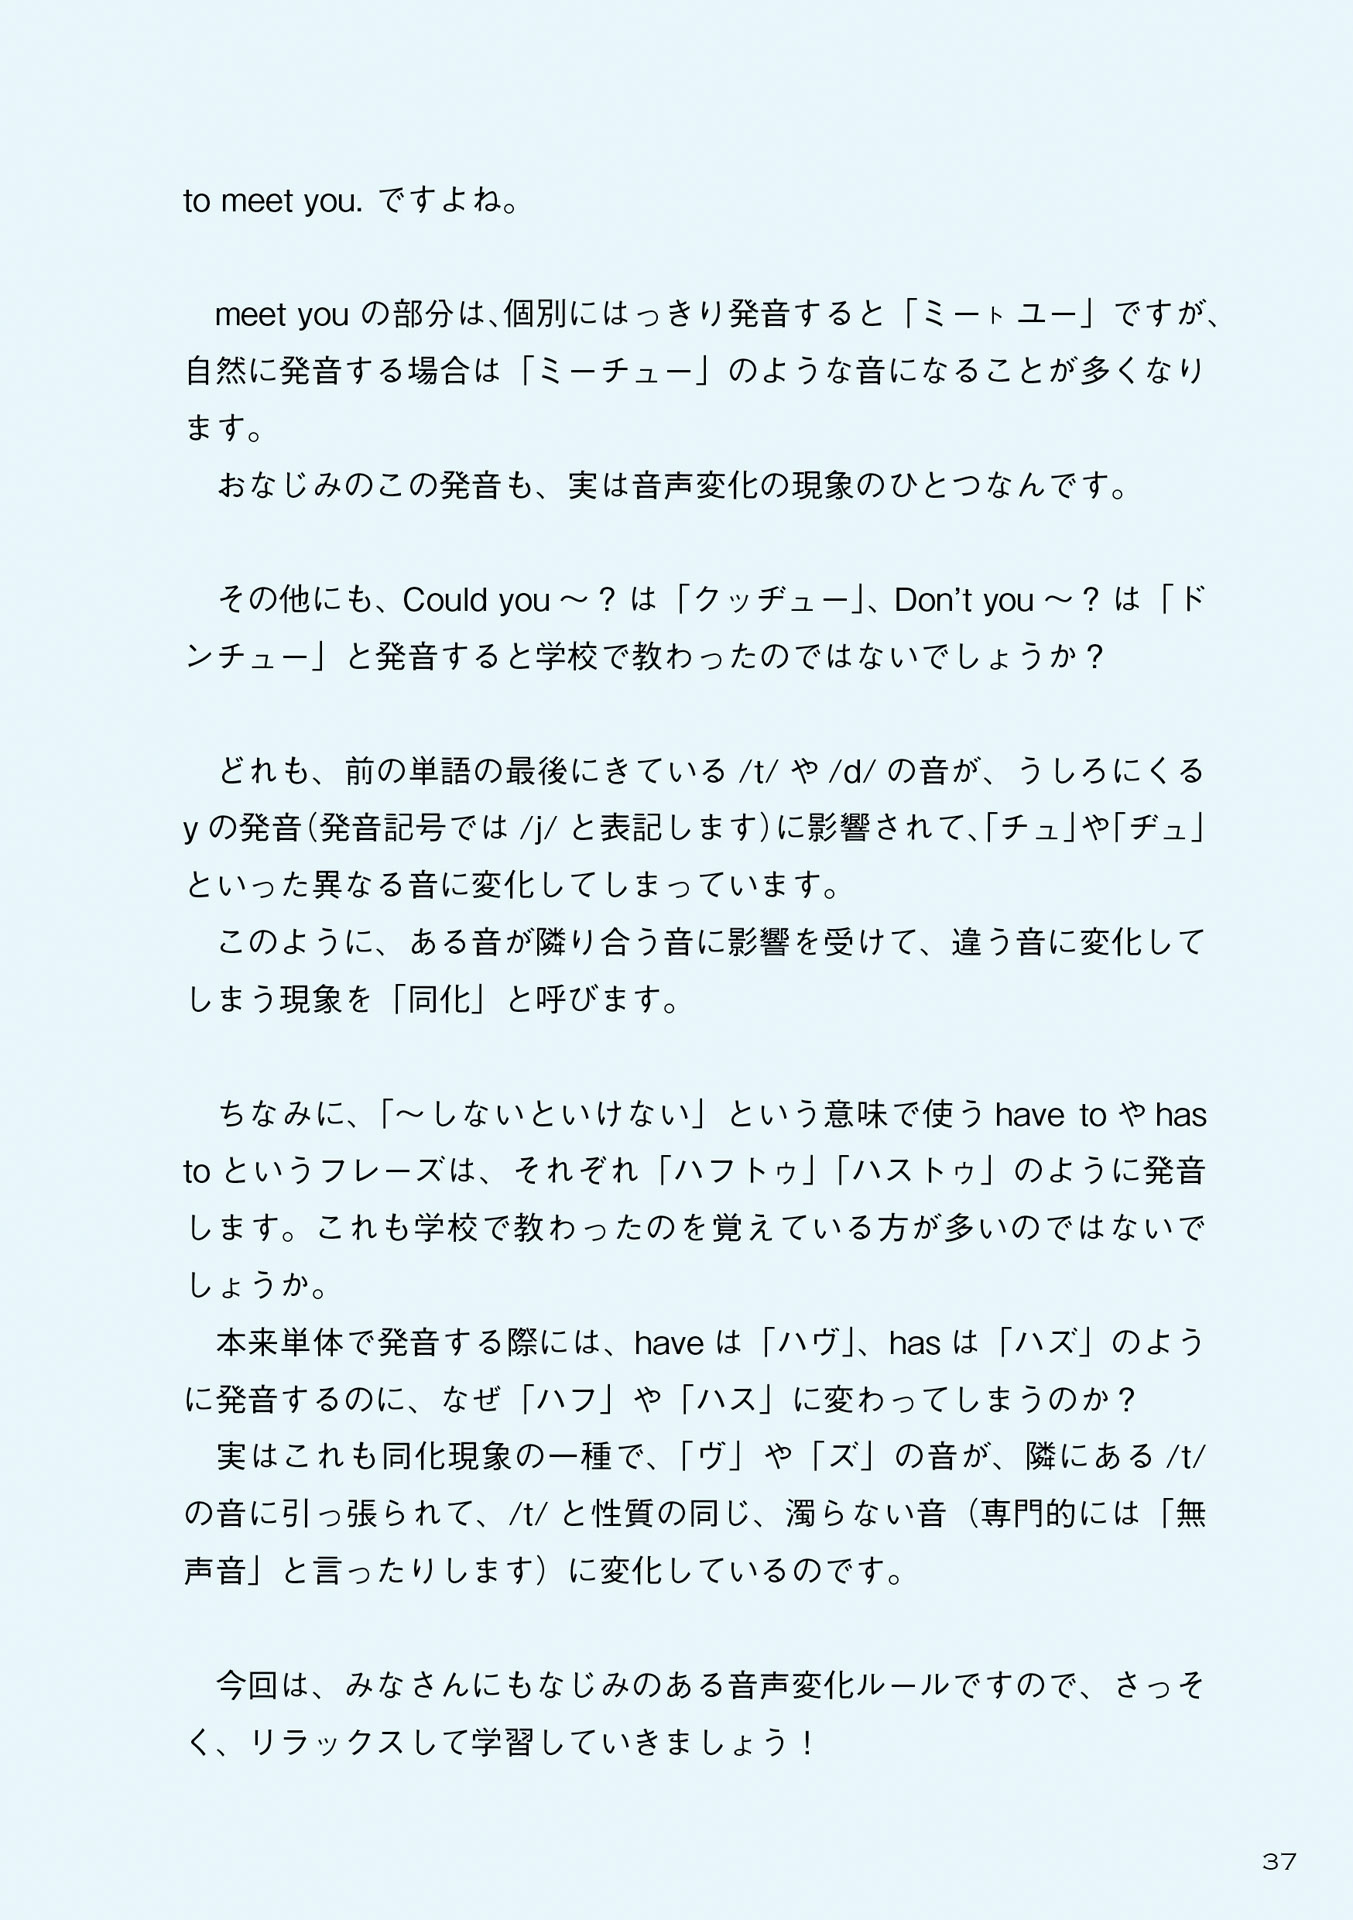 to meet you. ですよね。
meet you の部分は、個別にはっきり発音すると「ミート ユー」ですが、
自然に発音する場合は「ミーチュー」のような音になることが多くなり
ます。
おなじみのこの発音も、実は音声変化の現象のひとつなんです。
その他にも、Could you ～？は「クッヂュー」、Don't you ～？は「ド
ンチュー」と発音すると学校で教わったのではないでしょうか？
どれも、前の単語の最後にきている /t/ や /d/ の音が、うしろにくる
y の発音（発音記号では /j/ と表記します）に影響されて、「チュ」や「ヂュ」
といった異なる音に変化してしまっています。
このように、ある音が隣り合う音に影響を受けて、違う音に変化して
しまう現象を「同化」と呼びます。
ちなみに、「～しないといけない」という意味で使う have to や has
to というフレーズは、それぞれ「ハフトゥ」「ハストゥ」のように発音
します。これも学校で教わったのを覚えている方が多いのではないで
しょうか。
本来単体で発音する際には、have は「ハヴ」、has は「ハズ」のよう
に発音するのに、なぜ「ハフ」や「ハス」に変わってしまうのか？
実はこれも同化現象の一種で、「ヴ」や「ズ」の音が、隣にある /t/
の音に引っ張られて、/t/ と性質の同じ、濁らない音（専門的には「無
声音」と言ったりします）に変化しているのです。
今回は、みなさんにもなじみのある音声変化ルールですので、さっそ
く、リラックスして学習していきましょう！
37